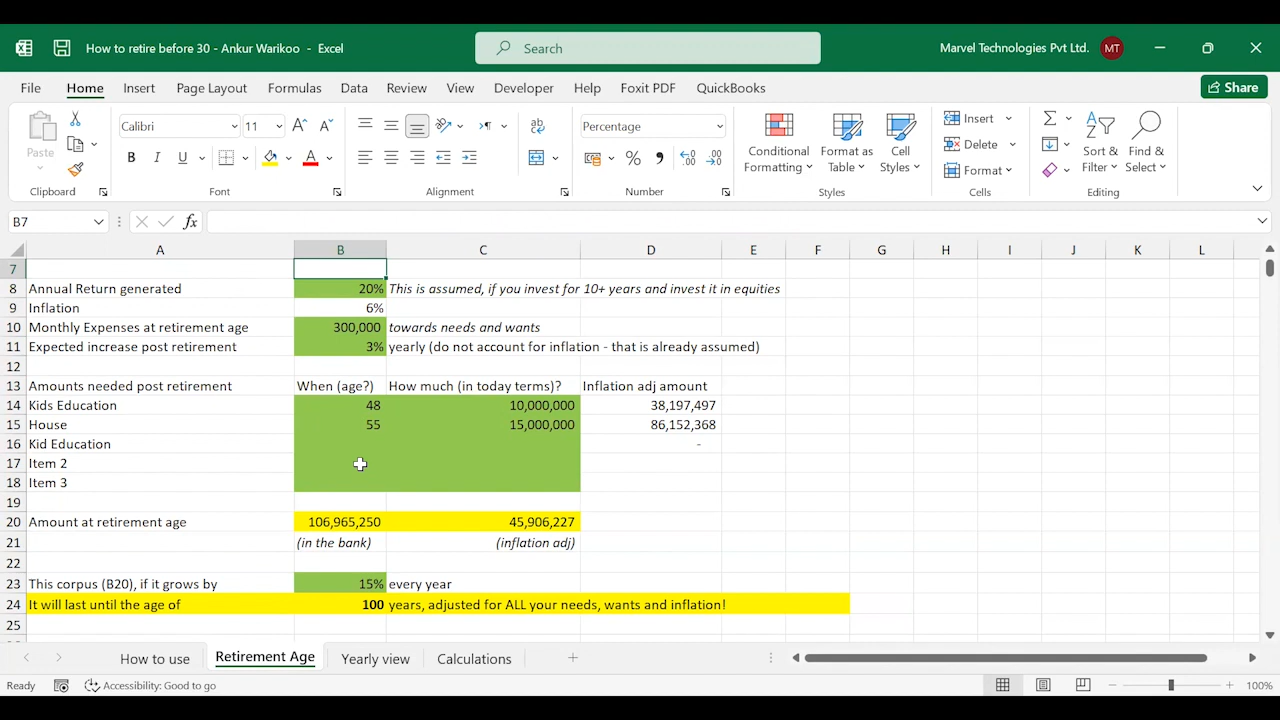 How to retire before 30 - Ankur Warikoo - Excel
Search
Marvel Technologies Pvt Ltd. MT
File Home Insert Page Layout Formulas Data Review View Developer Help Foxit PDF QuickBooks
Share
Paste
Clipboard
Calibri 11
B I U
Font
Alignment
Percentage
Number
Conditional Formatting
Format as Table
Cell Styles
Styles
Insert
Delete
Format
Cells
Sort & Filter
Find & Select
Editing
B7 fx
A B C D E F G H I J K L
7
8 Annual Return generated 20% This is assumed, if you invest for 10+ years and invest it in equities
9 Inflation 6%
10 Monthly Expenses at retirement age 300,000 towards needs and wants
11 Expected increase post retirement 3% yearly (do not account for inflation - that is already assumed)
12
13 Amounts needed post retirement When (age?) How much (in today terms)? Inflation adj amount
14 Kids Education 48 10,000,000 38,197,497
15 House 55 15,000,000 86,152,368
16 Kid Education -
17 Item 2
18 Item 3
19
20 Amount at retirement age 106,965,250 45,906,227
21 (in the bank) (inflation adj)
22
23 This corpus (B20), if it grows by 15% every year
24 It will last until the age of 100 years, adjusted for ALL your needs, wants and inflation!
25
How to use Retirement Age Yearly view Calculations
Ready Accessibility: Good to go 100%